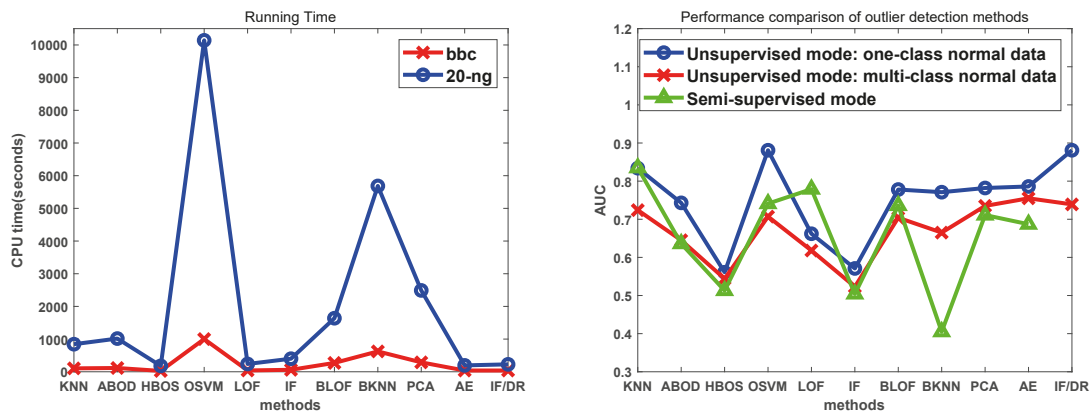 Running Time
CPU time(seconds)
10000
9000
8000
7000
6000
5000
4000
3000
2000
1000
0
bbc
20-ng
KNN ABOD HBOS OSVM LOF IF BLOF BKNN PCA AE IF/DR
methods
Performance comparison of outlier detection methods
AUC
1.2
1.1
1
0.9
0.8
0.7
0.6
0.5
0.4
0.3
Unsupervised mode: one-class normal data
Unsupervised mode: multi-class normal data
Semi-supervised mode
KNN ABOD HBOS OSVM LOF IF BLOF BKNN PCA AE IF/DR
methods